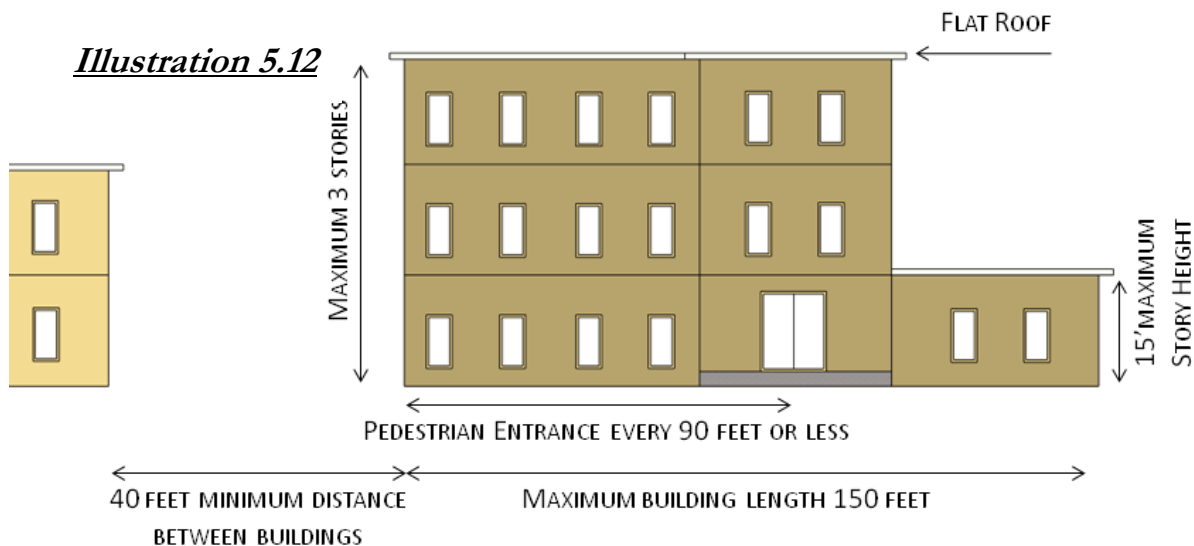 FLAT ROOF
Illustration 5.12
MAXIMUM 3 STORIES
15' MAXIMUM
STORY HEIGHT
PEDESTRIAN ENTRANCE EVERY 90 FEET OR LESS
40 FEET MINIMUM DISTANCE
BETWEEN BUILDINGS
MAXIMUM BUILDING LENGTH 150 FEET